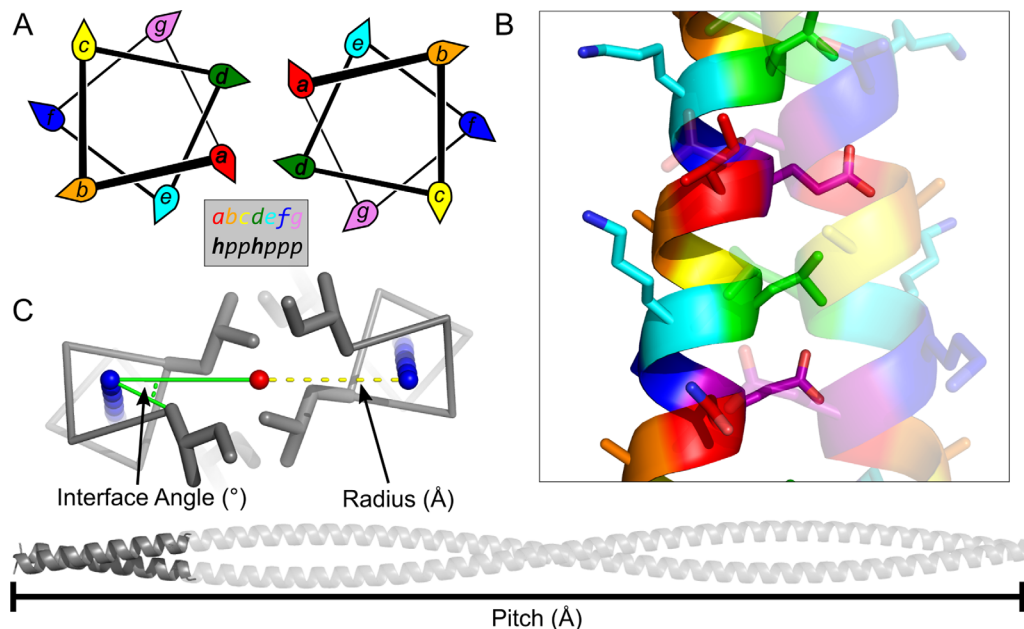 A
B
g
c
d
f
a
b
e
e
b
a
f
d
c
g
abcdefg
hpphppp
C
Interface Angle (°)
Radius (Å)
Pitch (Å)